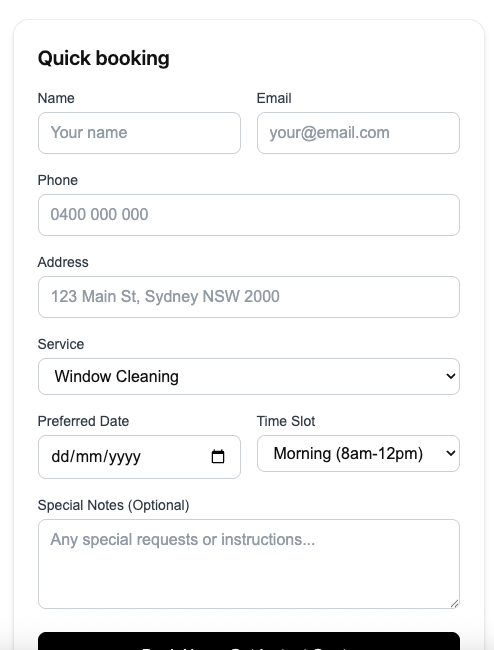 Quick booking
Name Email
Your name your@email.com
Phone
0400 000 000
Address
123 Main St, Sydney NSW 2000
Service
Window Cleaning
Preferred Date Time Slot
dd/mm/yyyy Morning (8am-12pm)
Special Notes (Optional)
Any special requests or instructions...